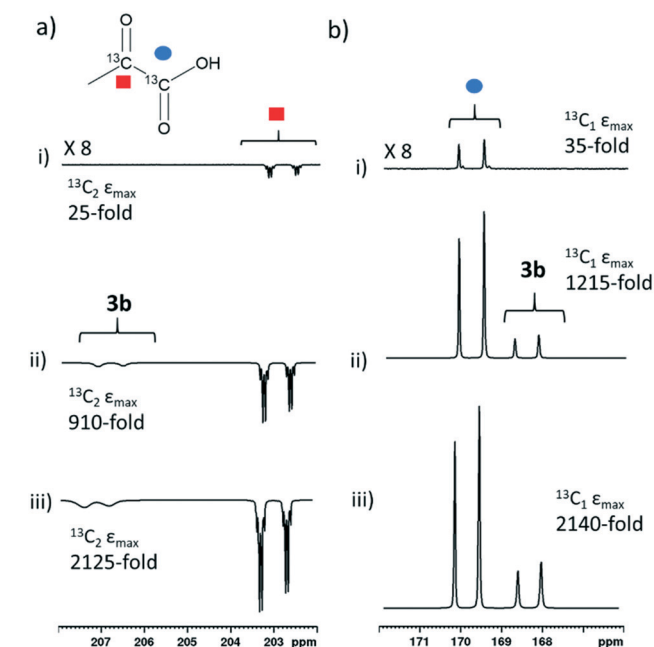 a)
O
¹³C
¹³C
OH
O
i)
X 8
¹³C₂ εmax
25-fold
3b
ii)
¹³C₂ εmax
910-fold
iii)
¹³C₂ εmax
2125-fold
207 206 205 204 203 ppm
b)
i)
X 8
¹³C₁ εmax
35-fold
¹³C₁ εmax
1215-fold
3b
ii)
iii)
¹³C₁ εmax
2140-fold
171 170 169 168 ppm